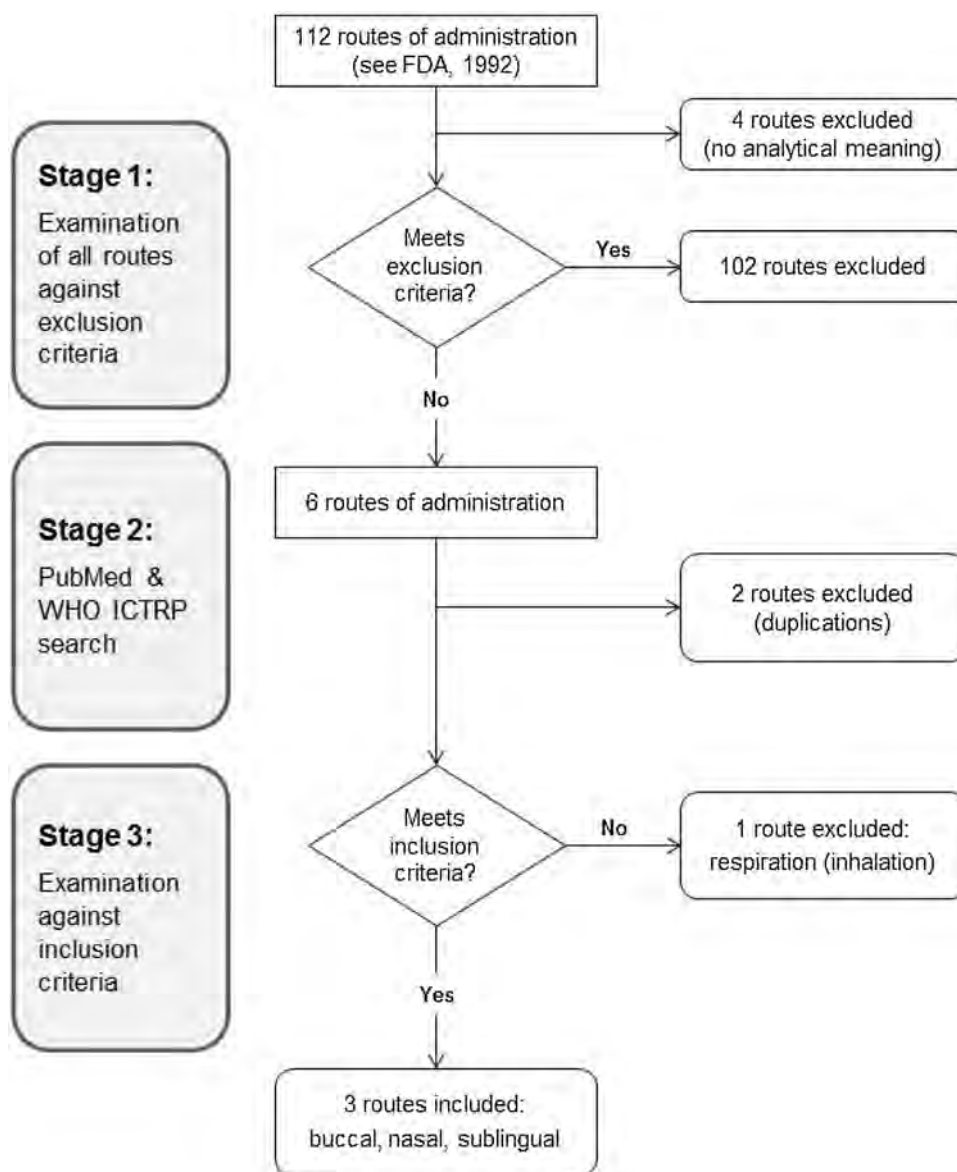 112 routes of administration
(see FDA, 1992)
4 routes excluded
(no analytical meaning)
Stage 1:
Examination
of all routes
against
exclusion
criteria
Meets
exclusion
criteria?
Yes
102 routes excluded
No
6 routes of administration
Stage 2:
PubMed &
WHO ICTRP
search
2 routes excluded
(duplications)
Stage 3:
Examination
against
inclusion
criteria
Meets
inclusion
criteria?
No
1 route excluded:
respiration (inhalation)
Yes
3 routes included:
buccal, nasal, sublingual